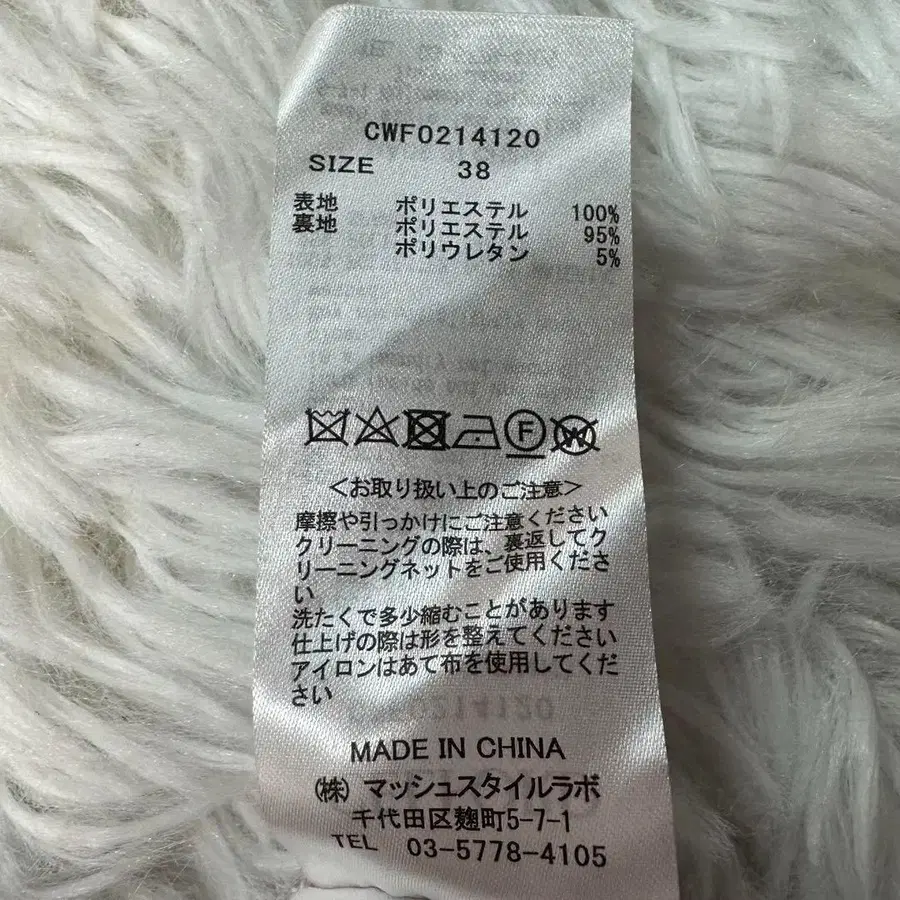 CWF0214120
SIZE 38
表地 ポリエステル 100%
裏地 ポリエステル 95%
ポリウレタン 5%
F
W
<お取り扱い上のご注意>
摩擦や引っかけにご注意ください
クリーニングの際は、裏返してク
リーニングネットをご使用くださ
い
洗たくで多少縮むことがあります
仕上げの際は形を整えてください
アイロンはあて布を使用してくだ
さい
MADE IN CHINA
(株) マッシュスタイルラボ
千代田区麹町5-7-1
TEL 03-5778-4105